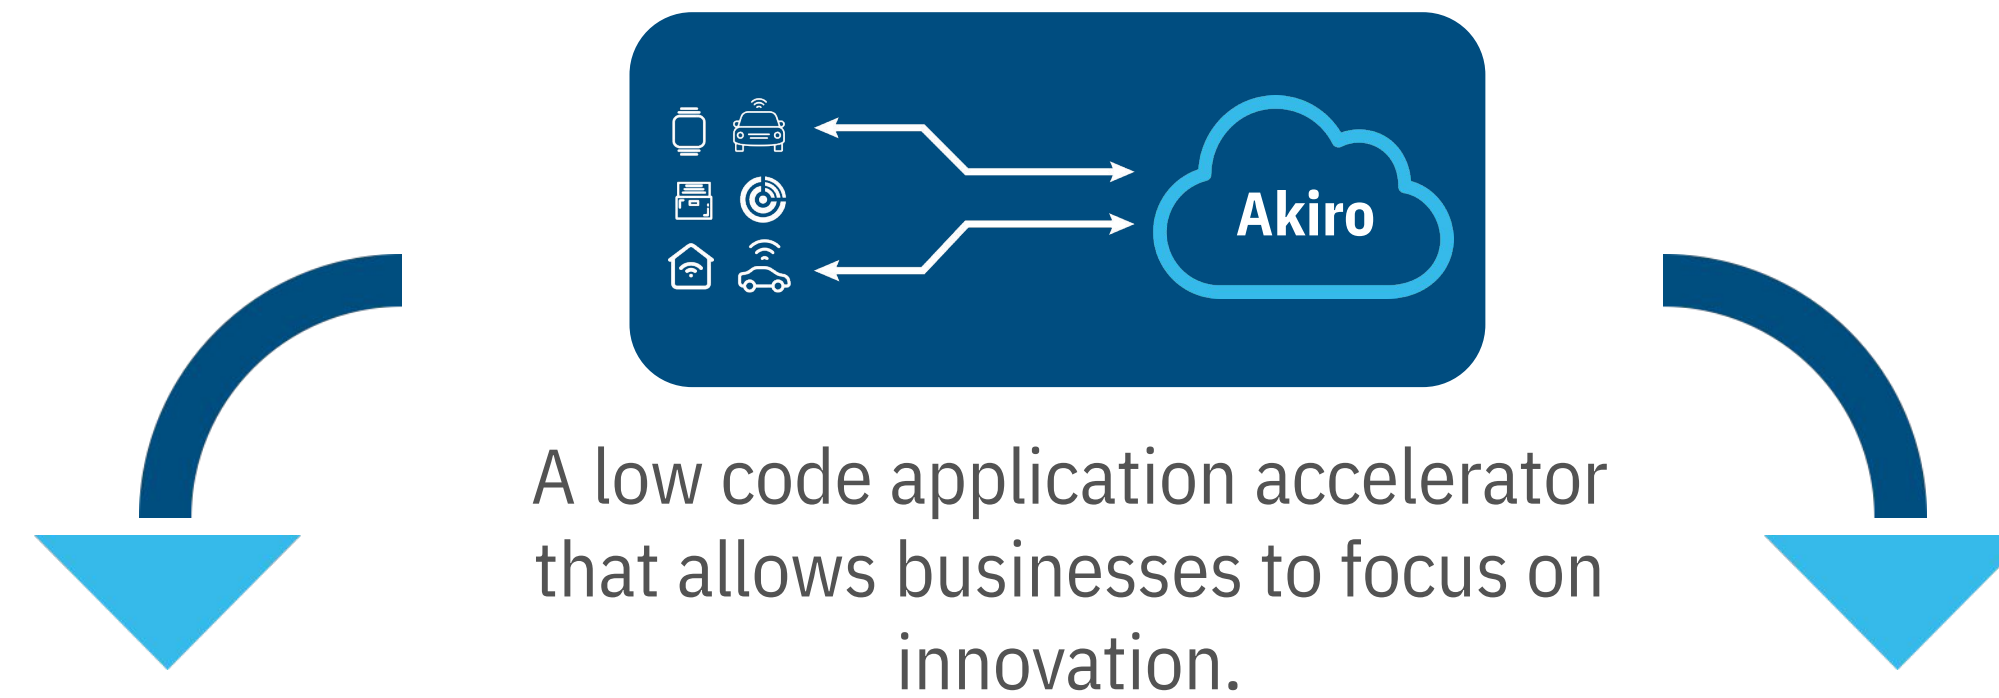 Akiro
A low code application accelerator
that allows businesses to focus on
innovation.